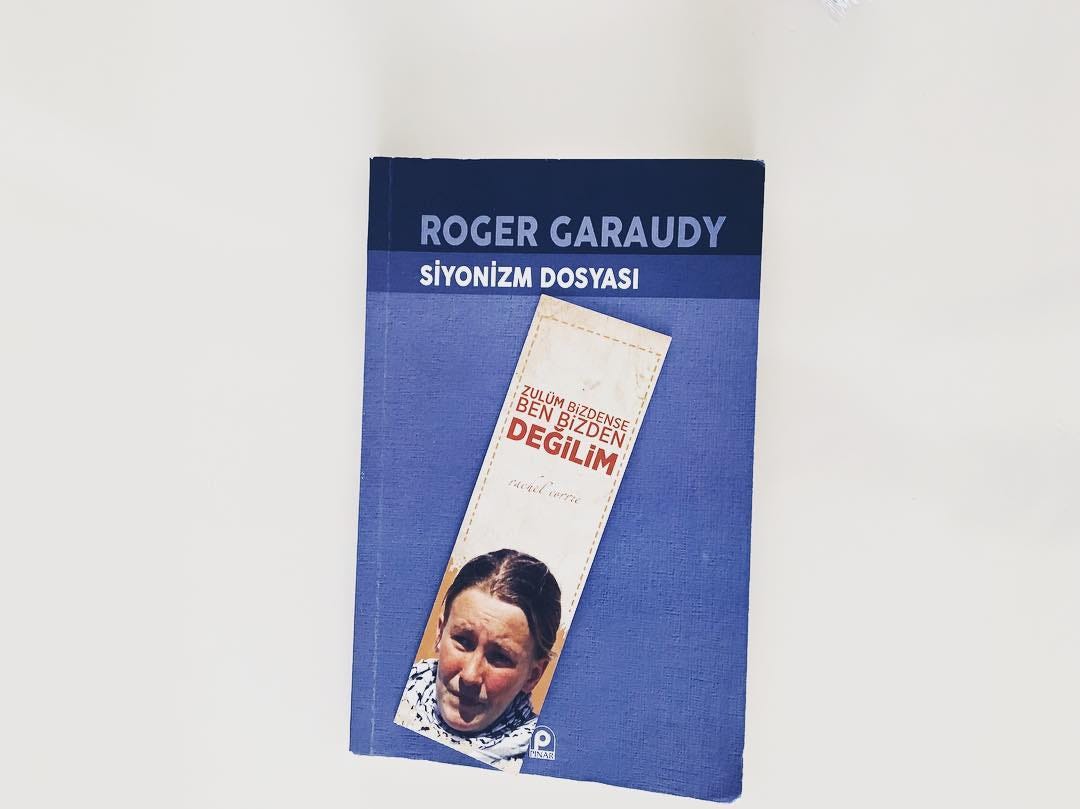 ROGER GARAUDY
SİYONİZM DOSYASI
ZULÜM BİZDENSE
BEN BİZDEN
DEĞİLİM
rachel corrie
PINAR